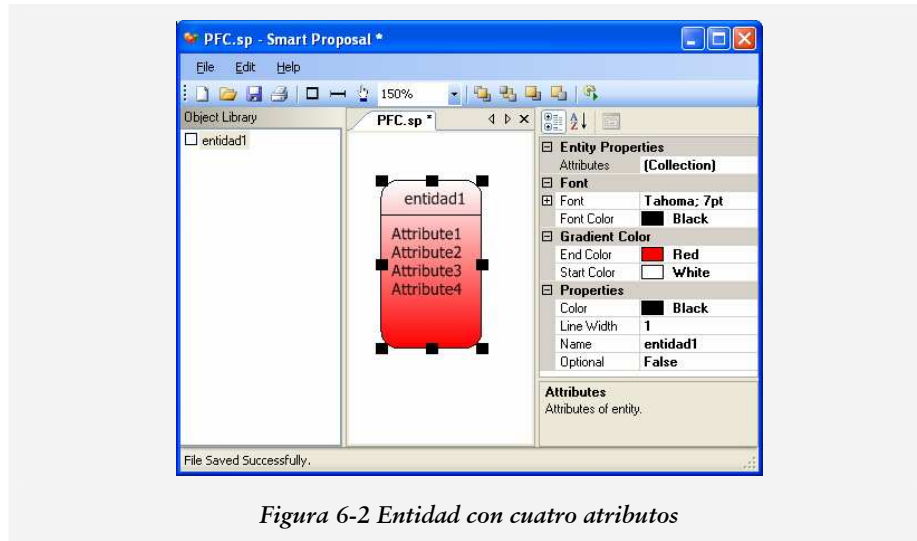 PFC.sp - Smart Proposal *
File Edit Help
150%
Object Library
entidad1
PFC.sp *
entidad1
Attribute1
Attribute2
Attribute3
Attribute4
Entity Properties
Attributes (Collection)
Font
Font Tahoma; 7pt
Font Color Black
Gradient Color
End Color Red
Start Color White
Properties
Color Black
Line Width 1
Name entidad1
Optional False
Attributes
Attributes of entity.
File Saved Successfully.
Figura 6-2 Entidad con cuatro atributos